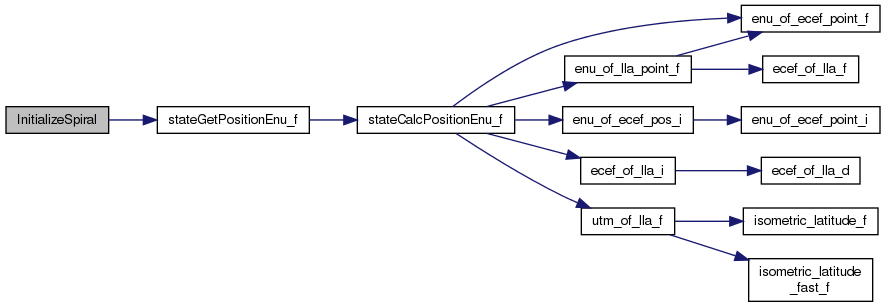 InitializeSpiral
stateGetPositionEnu_f
stateCalcPositionEnu_f
enu_of_ecef_point_f
enu_of_lla_point_f
ecef_of_lla_f
enu_of_ecef_pos_i
enu_of_ecef_point_i
ecef_of_lla_i
ecef_of_lla_d
utm_of_lla_f
isometric_latitude_f
isometric_latitude
_fast_f